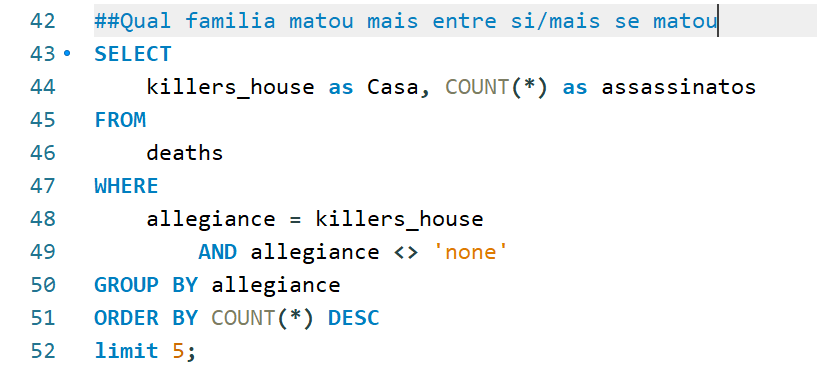 42 ##Qual familia matou mais entre si/mais se matou
43 SELECT
44 killers_house as Casa, COUNT(*) as assassinatos
45 FROM
46 deaths
47 WHERE
48 allegiance = killers_house
49 AND allegiance <> 'none'
50 GROUP BY allegiance
51 ORDER BY COUNT(*) DESC
52 limit 5;